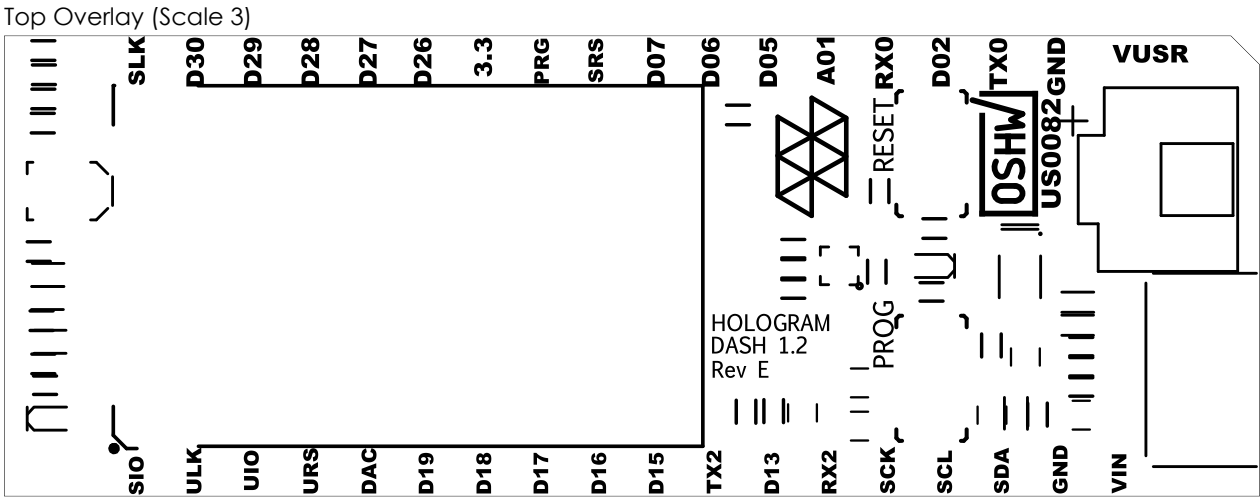 Top Overlay (Scale 3)
SLK
D30
D29
D28
D27
D26
3.3
PRG
SRS
D07
D06
D05
A01
RX0
D02
TX0
GND
VUSR
RESET
OSHW
US0082
HOLOGRAM
DASH 1.2
Rev E
PROG
SIO
ULK
UIO
URS
DAC
D19
D18
D17
D16
D15
TX2
D13
RX2
SCK
SCL
SDA
GND
VIN